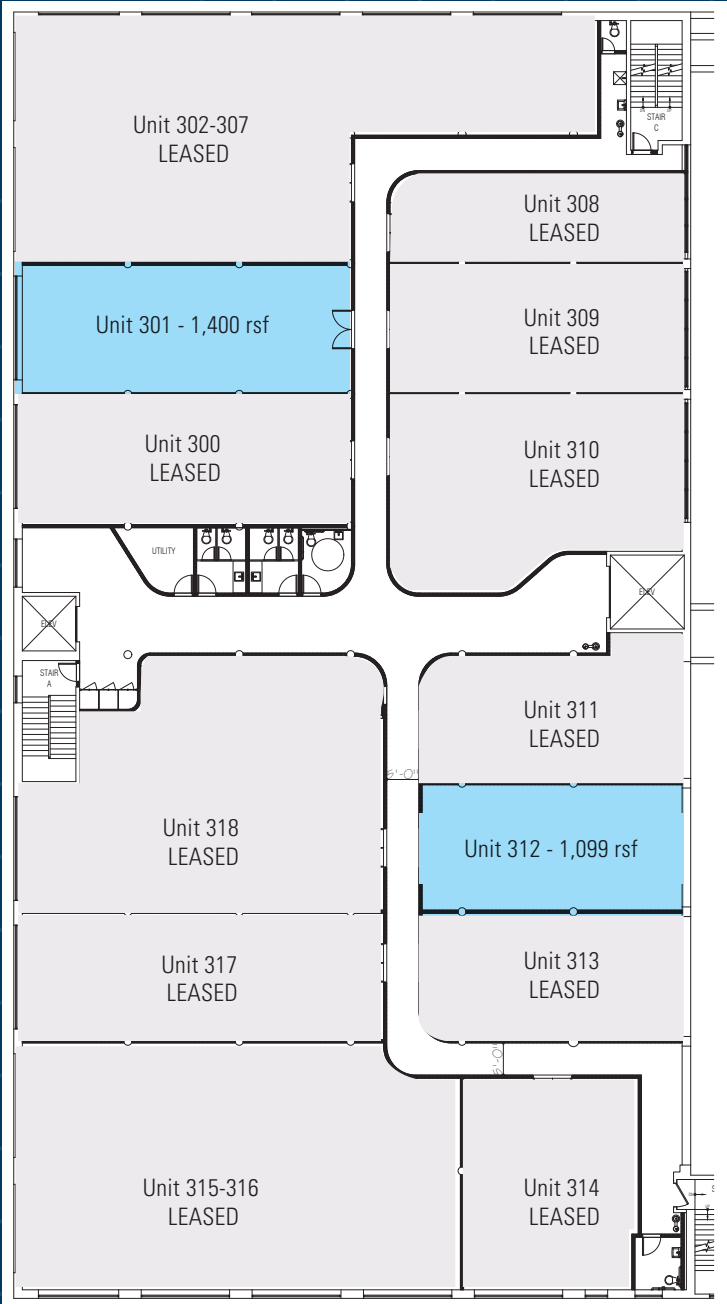 Unit 302-307
LEASED
STAIR
C
Unit 308
LEASED
Unit 301 - 1,400 rsf
Unit 309
LEASED
Unit 300
LEASED
Unit 310
LEASED
UTILITY
ELEV
ELEV
STAIR
A
Unit 311
LEASED
5'-0"
Unit 318
LEASED
Unit 312 - 1,099 rsf
Unit 317
LEASED
Unit 313
LEASED
Unit 315-316
LEASED
Unit 314
LEASED